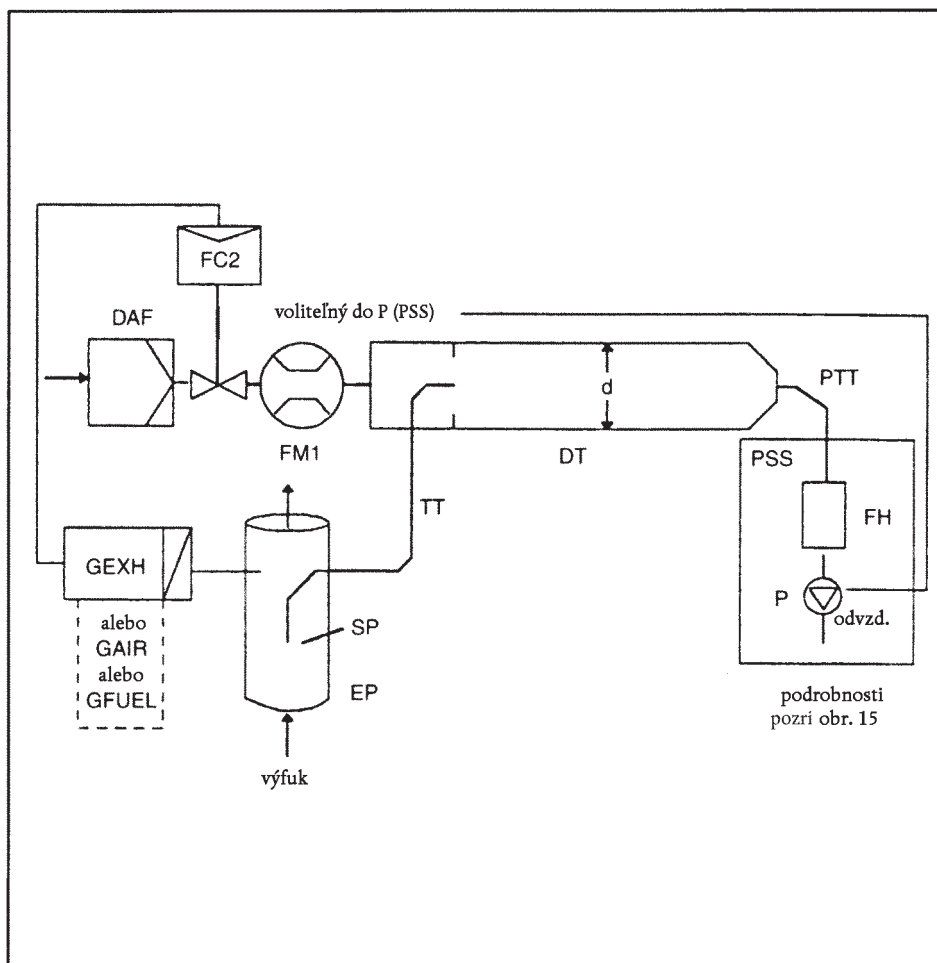 FC2
voliteľný do P (PSS)
DAF
d
PTT
FM1
DT
PSS
TT
FH
GEXH
P
odvzd.
alebo
GAIR
alebo
GFUEL
SP
EP
podrobnosti
pozri obr. 15
výfuk